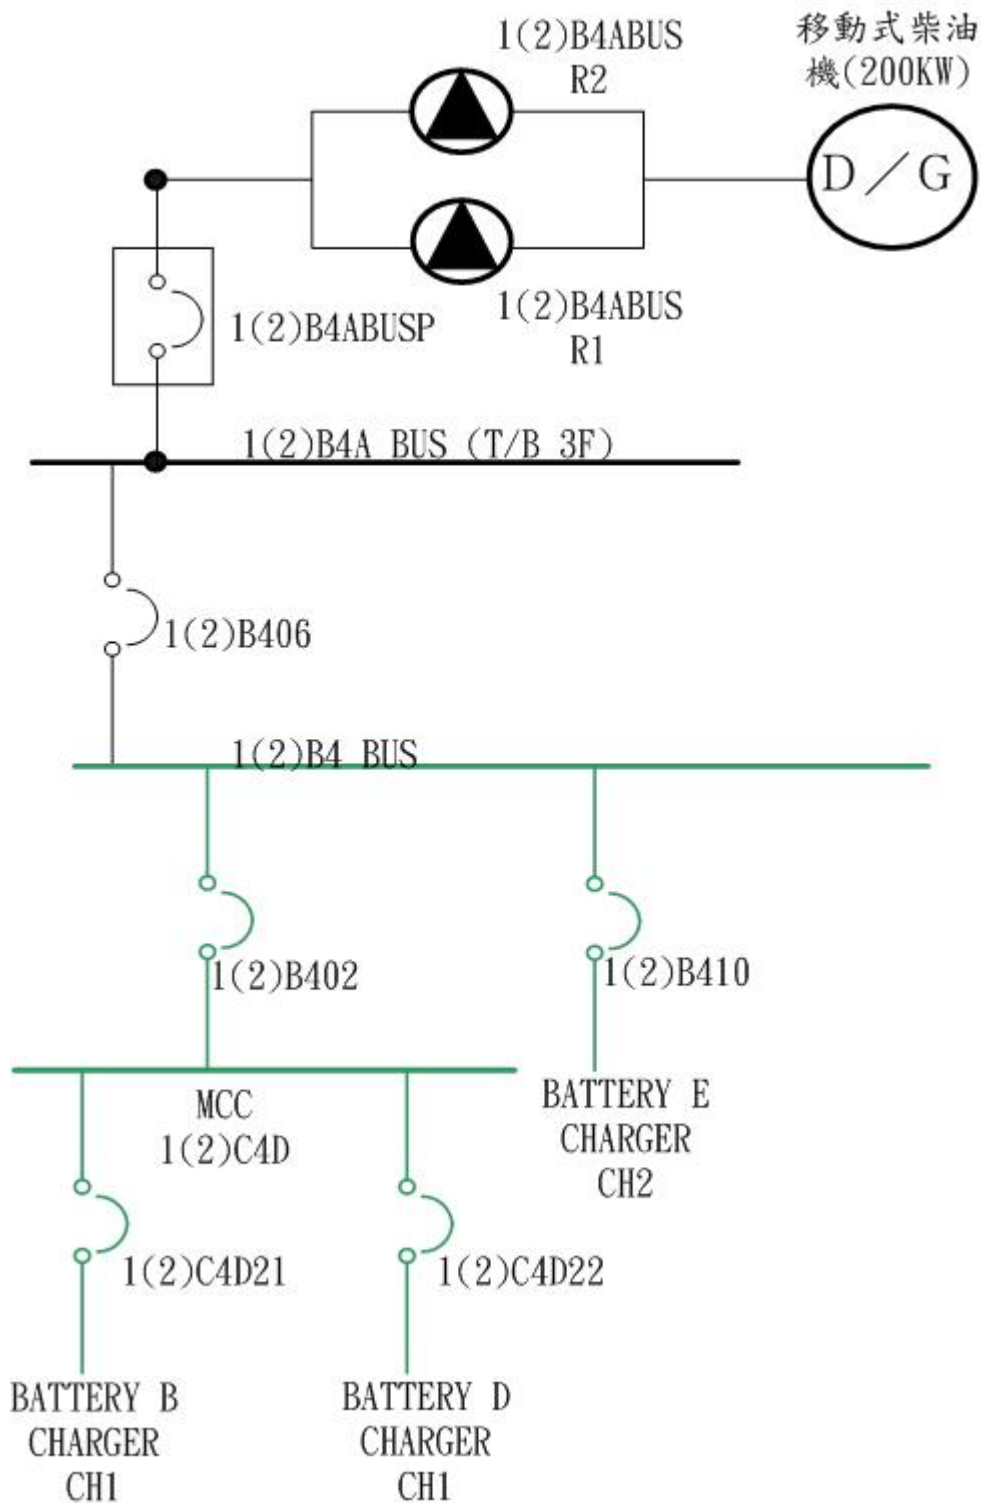 1(2)B4ABUS
R2
移動式柴油
機(200KW)
D／G
1(2)B4ABUSP
1(2)B4ABUS
R1
1(2)B4A BUS (T/B 3F)
1(2)B406
1(2)B4 BUS
1(2)B402
1(2)B410
MCC
1(2)C4D
BATTERY E
CHARGER
CH2
1(2)C4D21
1(2)C4D22
BATTERY B
CHARGER
CH1
BATTERY D
CHARGER
CH1